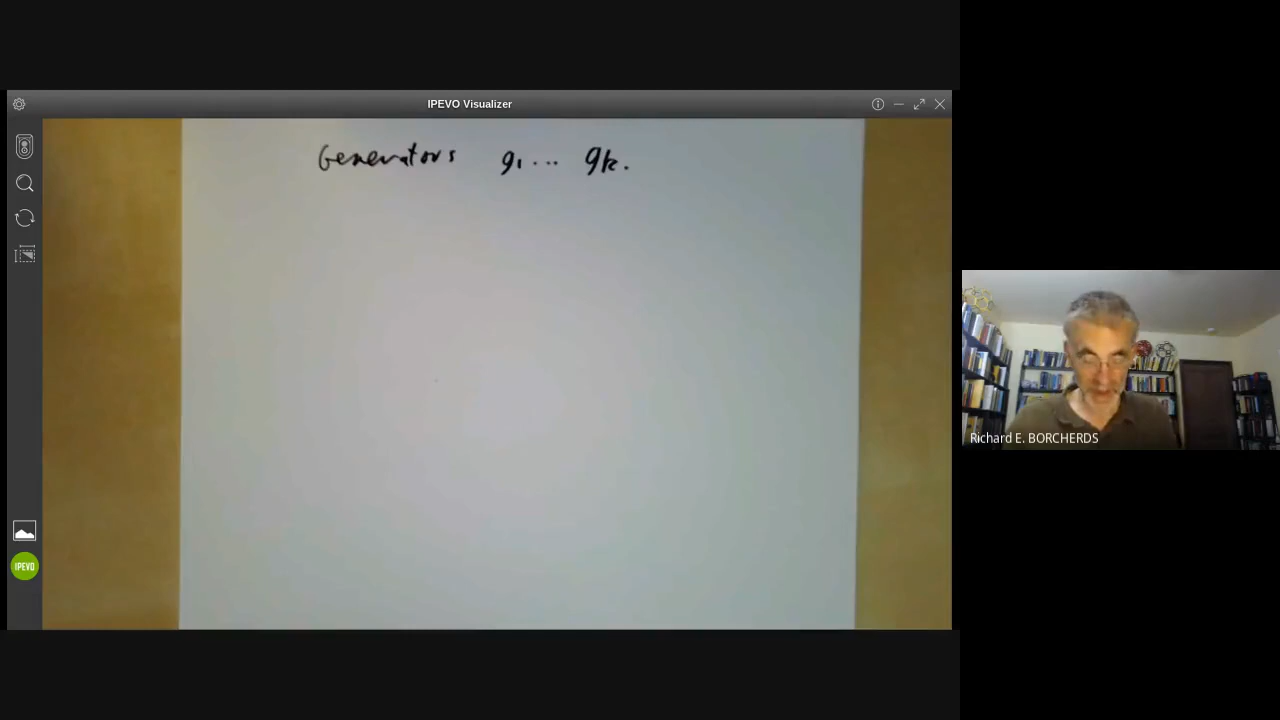 IPEVO Visualizer
Generators g₁ ... gₖ.
IPEVO
Richard E. BORCHERDS